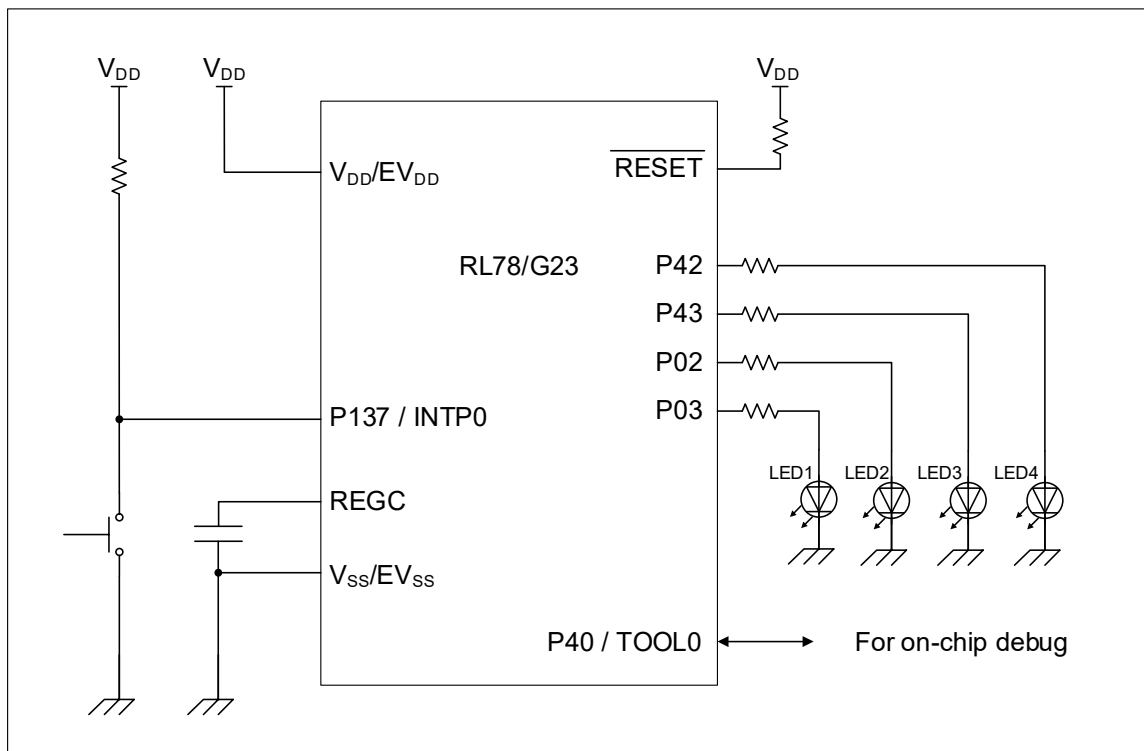 VDD
VDD
VDD
VDD/EVDD
RESET
RL78/G23
P42
P43
P02
P03
P137 / INTP0
LED1
LED2
LED3
LED4
REGC
VSS/EVSS
P40 / TOOL0
For on-chip debug